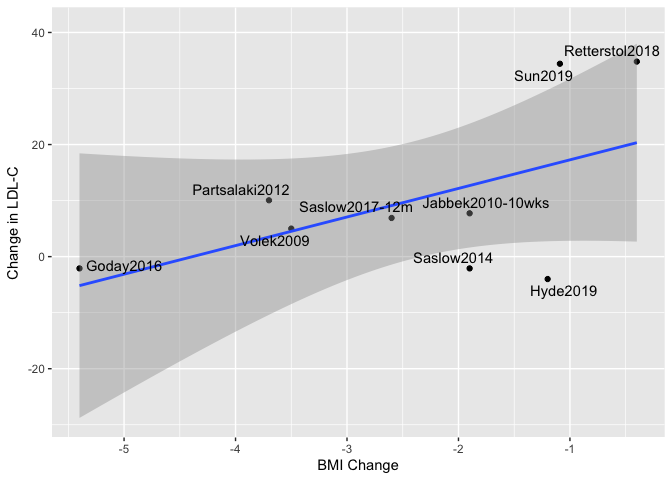 40
Retterstol2018
Sun2019
20
Partsalaki2012
Saslow2017-12m
Jabbek2010-10wks
Volek2009
0
Saslow2014
Goday2016
Hyde2019
-20
Change in LDL-C
-5
-4
-3
-2
-1
BMI Change